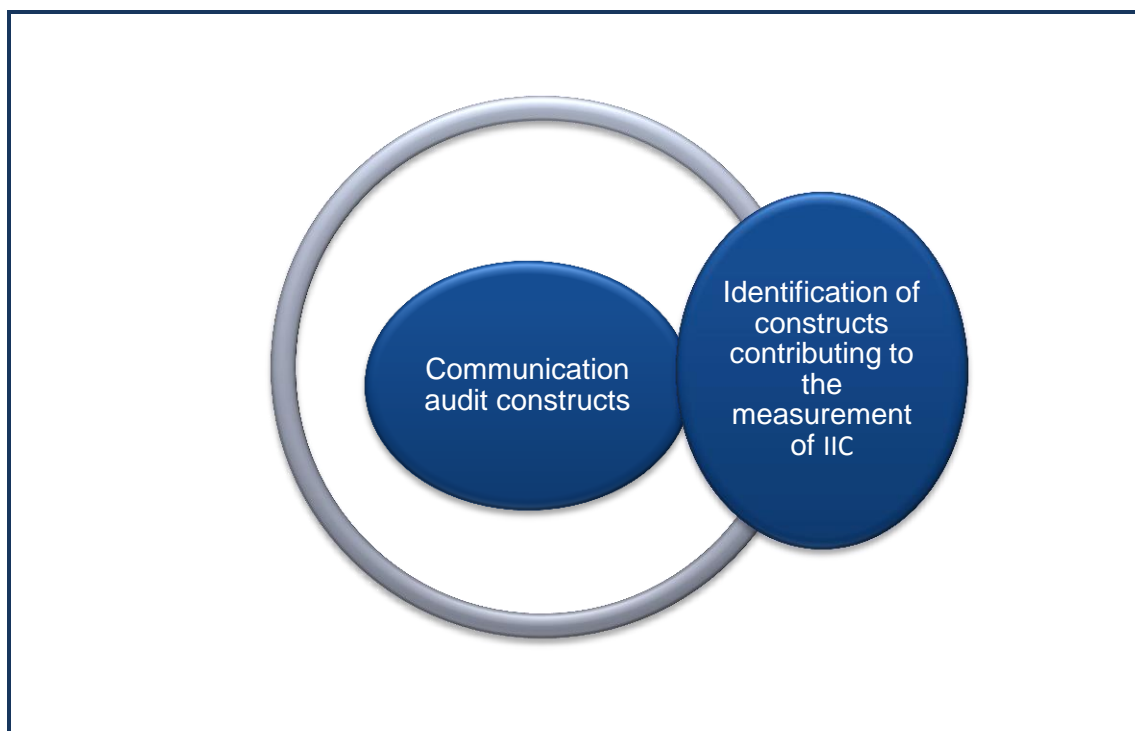 Communication
audit constructs
Identification of
constructs
contributing to
the
measurement
of IIC